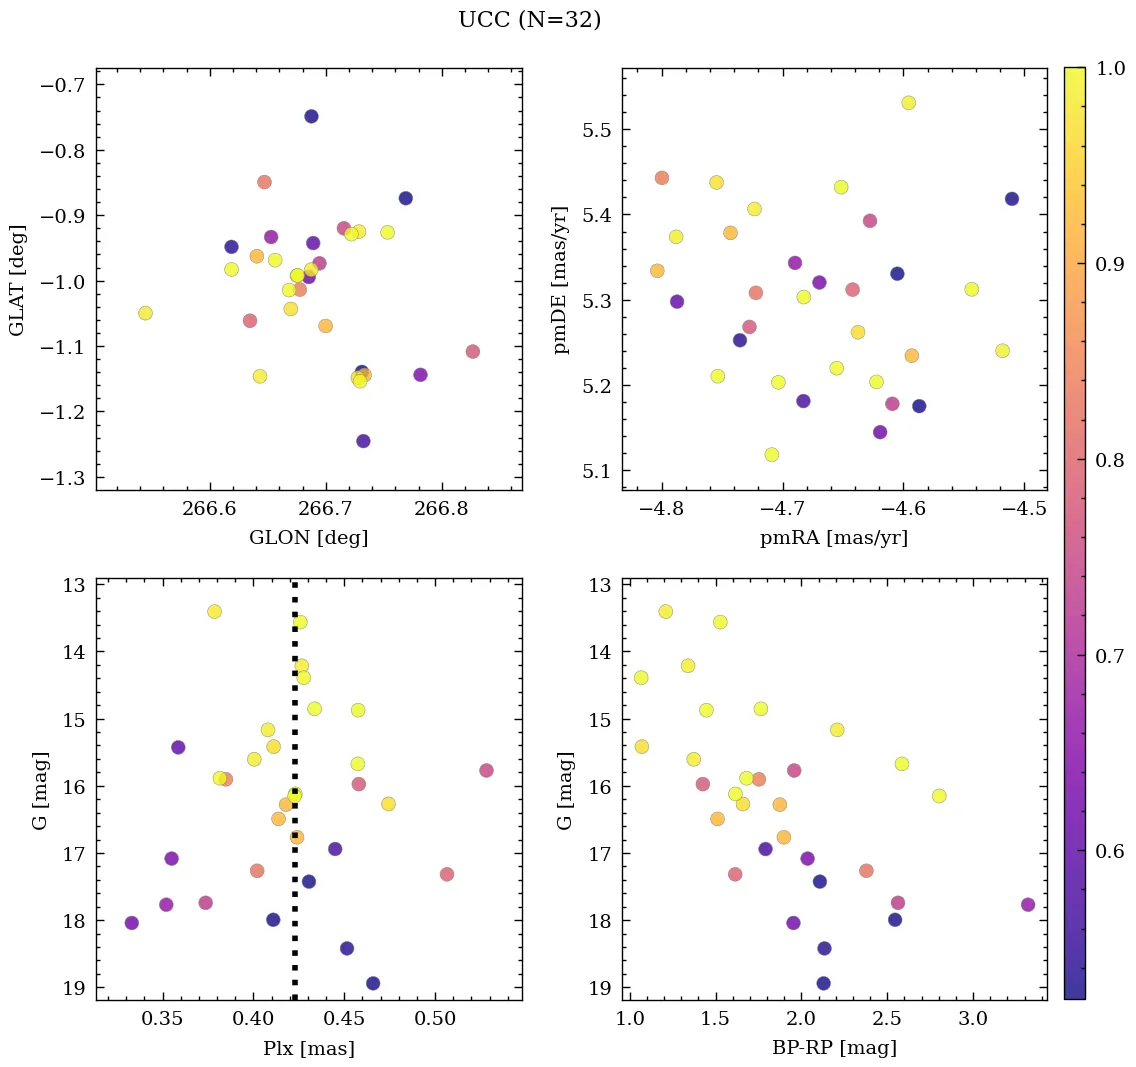 UCC (N=32)
−0.7
−0.8
−0.9
−1.0
−1.1
−1.2
−1.3
GLAT [deg]
266.6 266.7 266.8
GLON [deg]
5.5
5.4
5.3
5.2
5.1
pmDE [mas/yr]
−4.8 −4.7 −4.6 −4.5
pmRA [mas/yr]
13
14
15
16
17
18
19
G [mag]
0.35 0.40 0.45 0.50
Plx [mas]
13
14
15
16
17
18
19
G [mag]
1.0 1.5 2.0 2.5 3.0
BP-RP [mag]
1.0
0.9
0.8
0.7
0.6